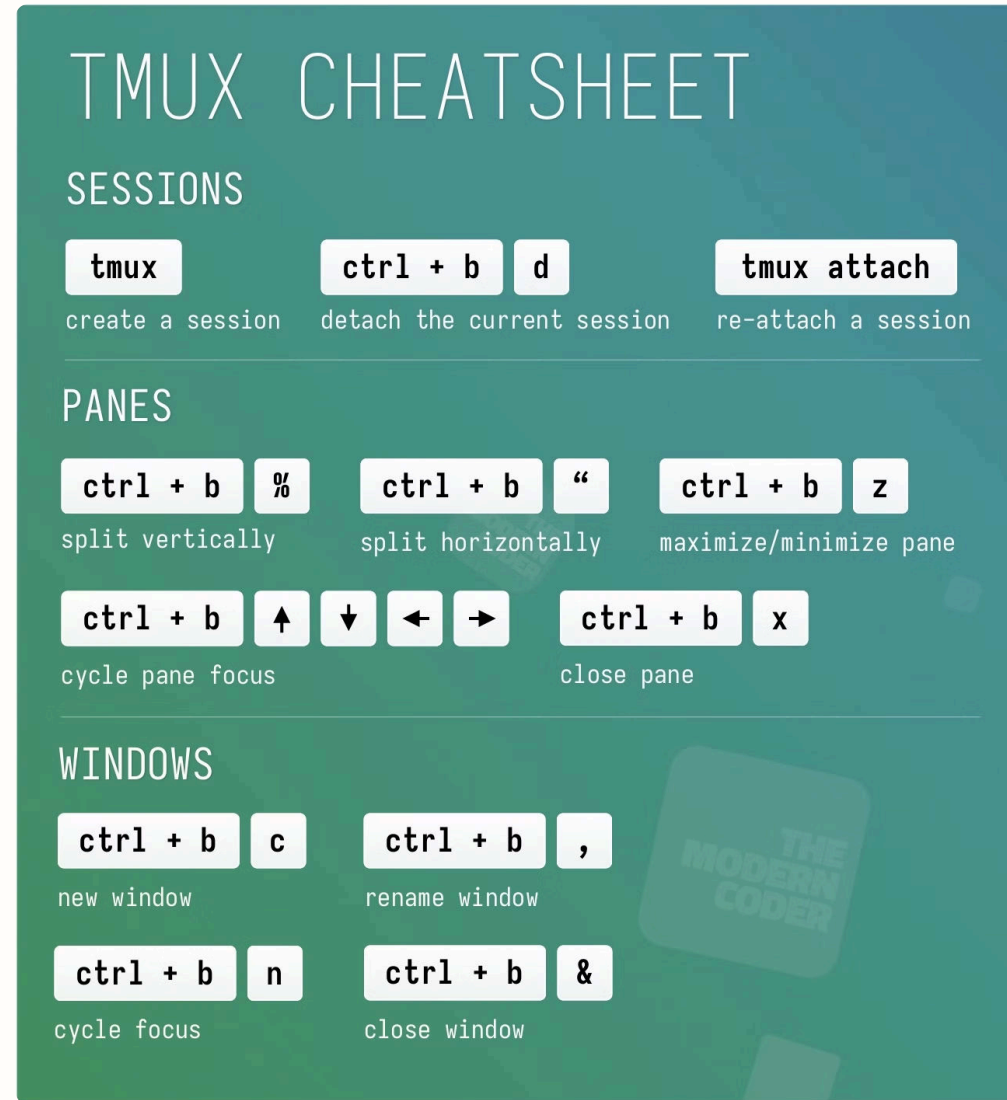 TMUX CHEATSHEET
SESSIONS
tmux ctrl + b d tmux attach
create a session detach the current session re-attach a session
PANES
ctrl + b % ctrl + b “ ctrl + b z
split vertically split horizontally maximize/minimize pane
ctrl + b ↑ ↓ ← → ctrl + b x
cycle pane focus close pane
WINDOWS
ctrl + b c ctrl + b ,
new window rename window
THE
MODERN
CODER
ctrl + b n ctrl + b &
cycle focus close window